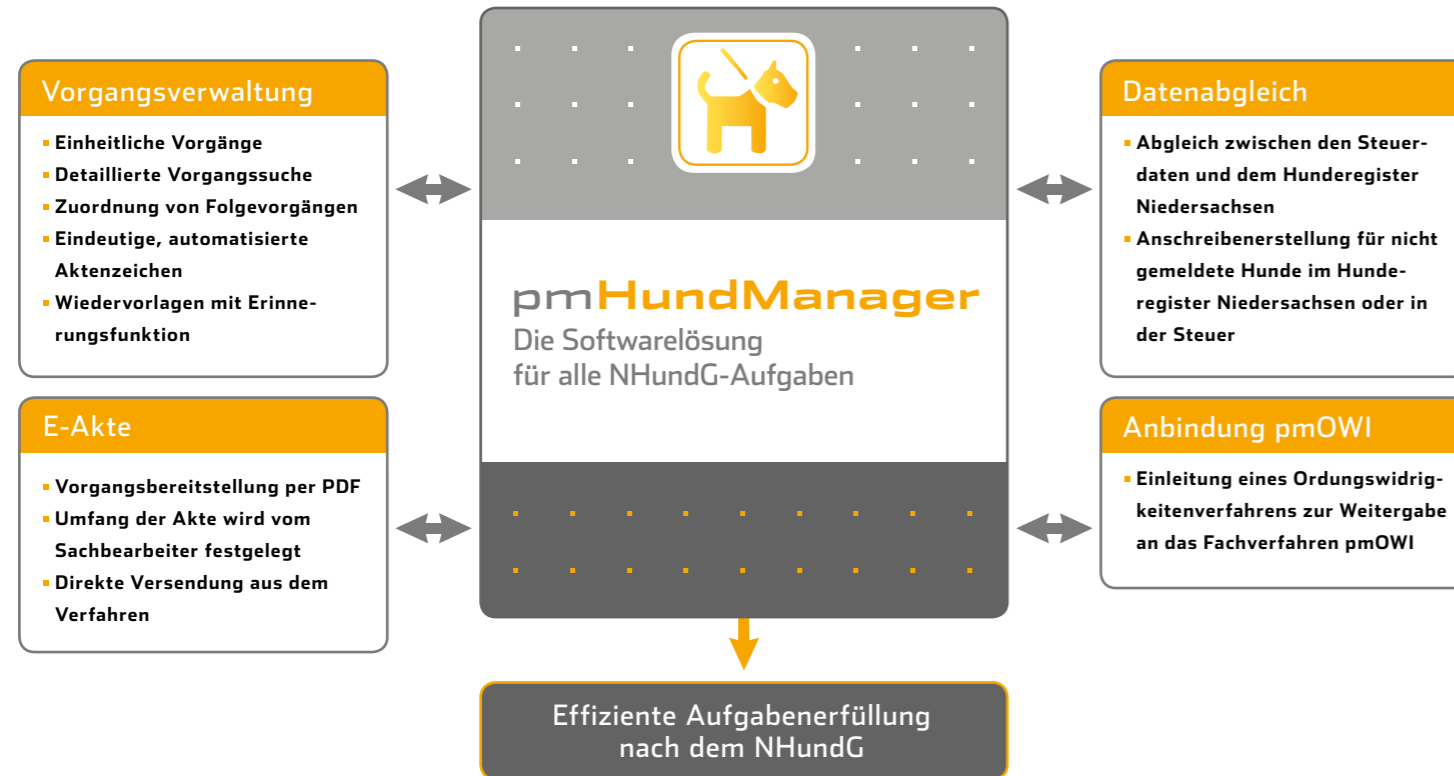 Vorgangsverwaltung
Einheitliche Vorgänge
Detaillierte Vorgangssuche
Zuordnung von Folgevorgängen
Eindeutige, automatisierte
Aktenzeichen
Wiedervorlagen mit Erinne-
rungsfunktion
E-Akte
Vorgangsbereitstellung per PDF
Umfang der Akte wird vom
Sachbearbeiter festgelegt
Direkte Versendung aus dem
Verfahren
pmHundManager
Die Softwarelösung
für alle NHundG-Aufgaben
Datenabgleich
Abgleich zwischen den Steuer-
daten und dem Hunderegister
Niedersachsen
Anschreibenerstellung für nicht
gemeldete Hunde im Hunde-
register Niedersachsen oder in
der Steuer
Anbindung pmOWI
Einleitung eines Ordungswidrig-
keitenverfahrens zur Weitergabe
an das Fachverfahren pmOWI
Effiziente Aufgabenerfüllung
nach dem NHundG